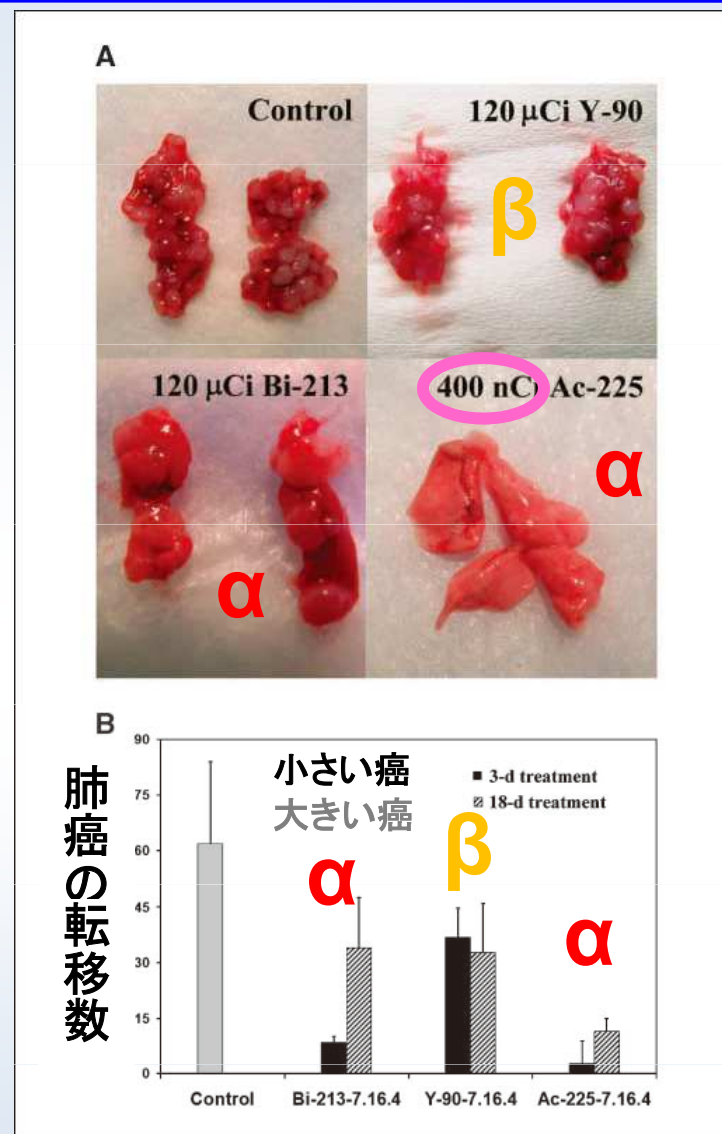 A
Control
120 μCi Y-90
β
120 μCi Bi-213
400 nCi Ac-225
α
α
B
肺癌の転移数
90
75
60
45
30
15
0
小さい癌
大きい癌
3-d treatment
18-d treatment
α
β
α
Control
Bi-213-7.16.4
Y-90-7.16.4
Ac-225-7.16.4